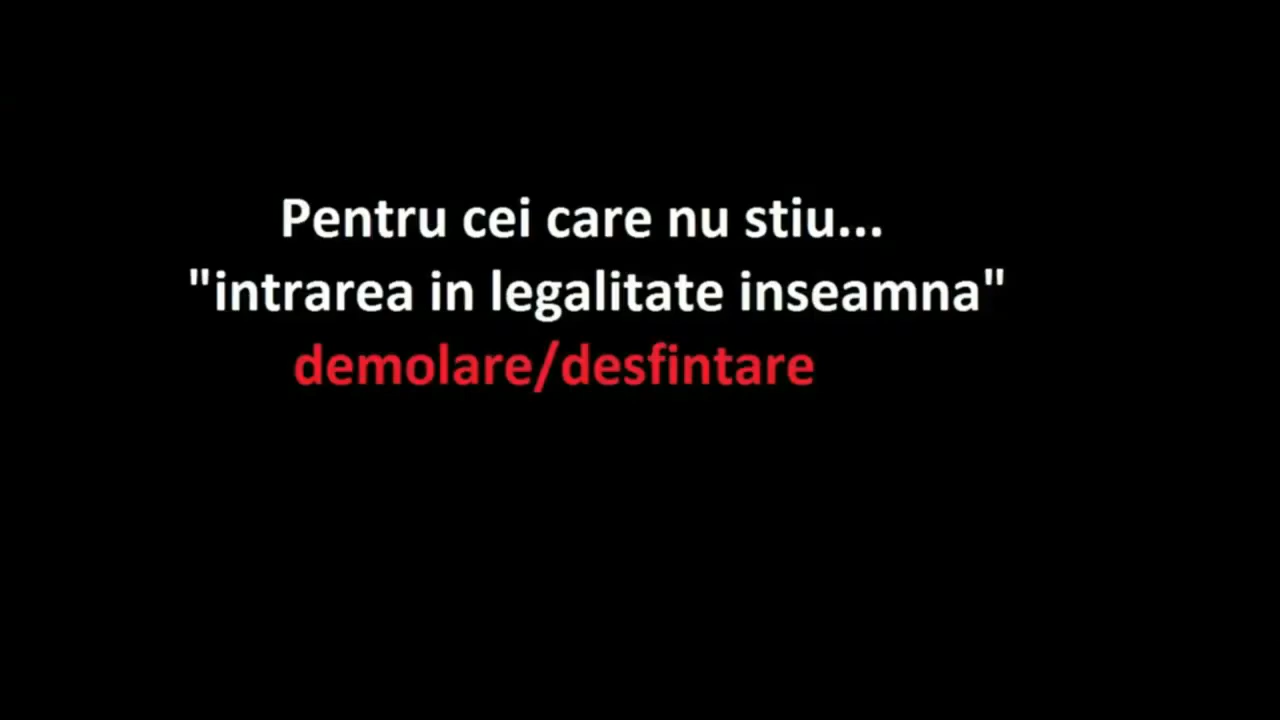 Pentru cei care nu stiu...
"intrarea in legalitate inseamna"
demolare/desfintare